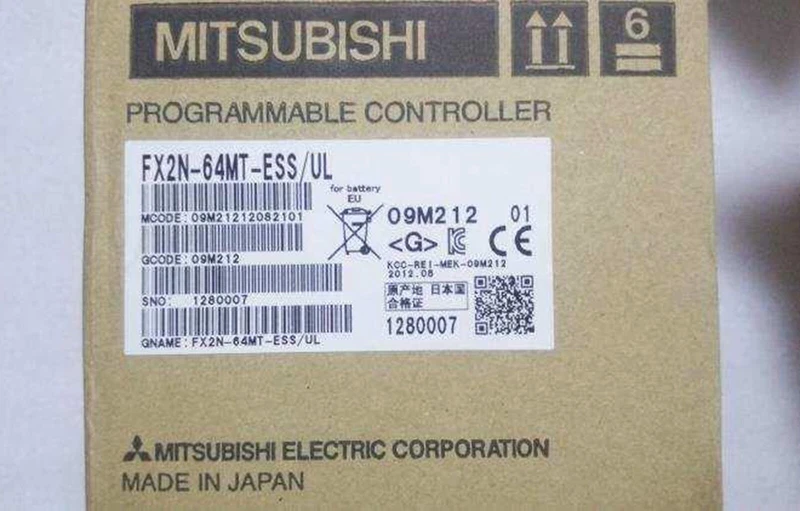 MITSUBISHI
6
PROGRAMMABLE CONTROLLER
FX2N-64MT-ESS/UL
for battery
EU
MCODE: 09M21212082101
09M212 01
<G> CE
GCODE: 09M212
KCC-REI-MEK-09M212
2012.08
原产地 日本国
合格证
SNO: 1280007
1280007
GNAME: FX2N-64MT-ESS/UL
MITSUBISHI ELECTRIC CORPORATION
MADE IN JAPAN